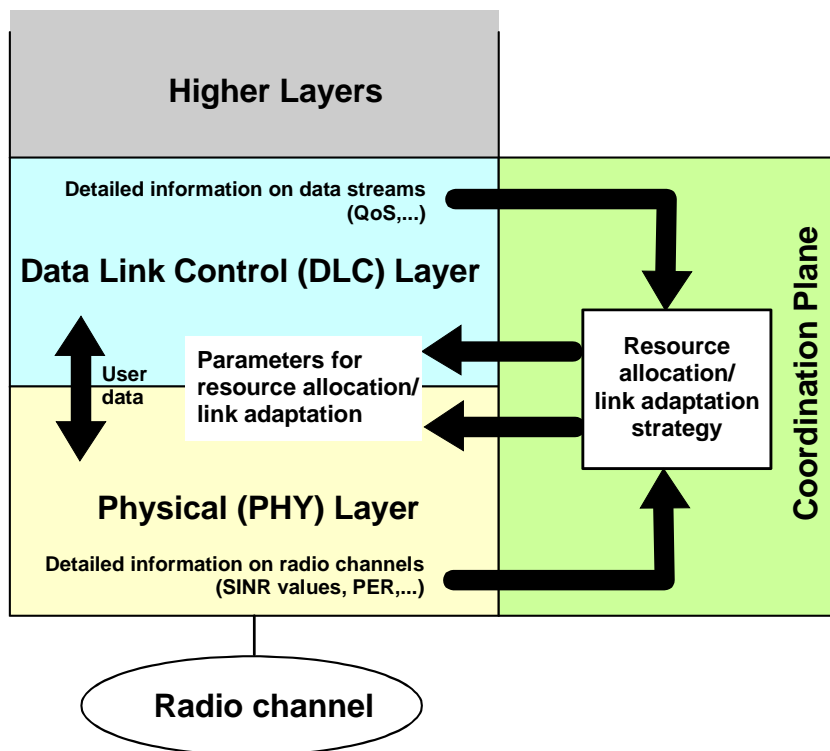 Higher Layers
Detailed information on data streams
(QoS,...)
Data Link Control (DLC) Layer
User
data
Parameters for
resource allocation/
link adaptation
Resource
allocation/
link adaptation
strategy
Coordination Plane
Physical (PHY) Layer
Detailed information on radio channels
(SINR values, PER,...)
Radio channel